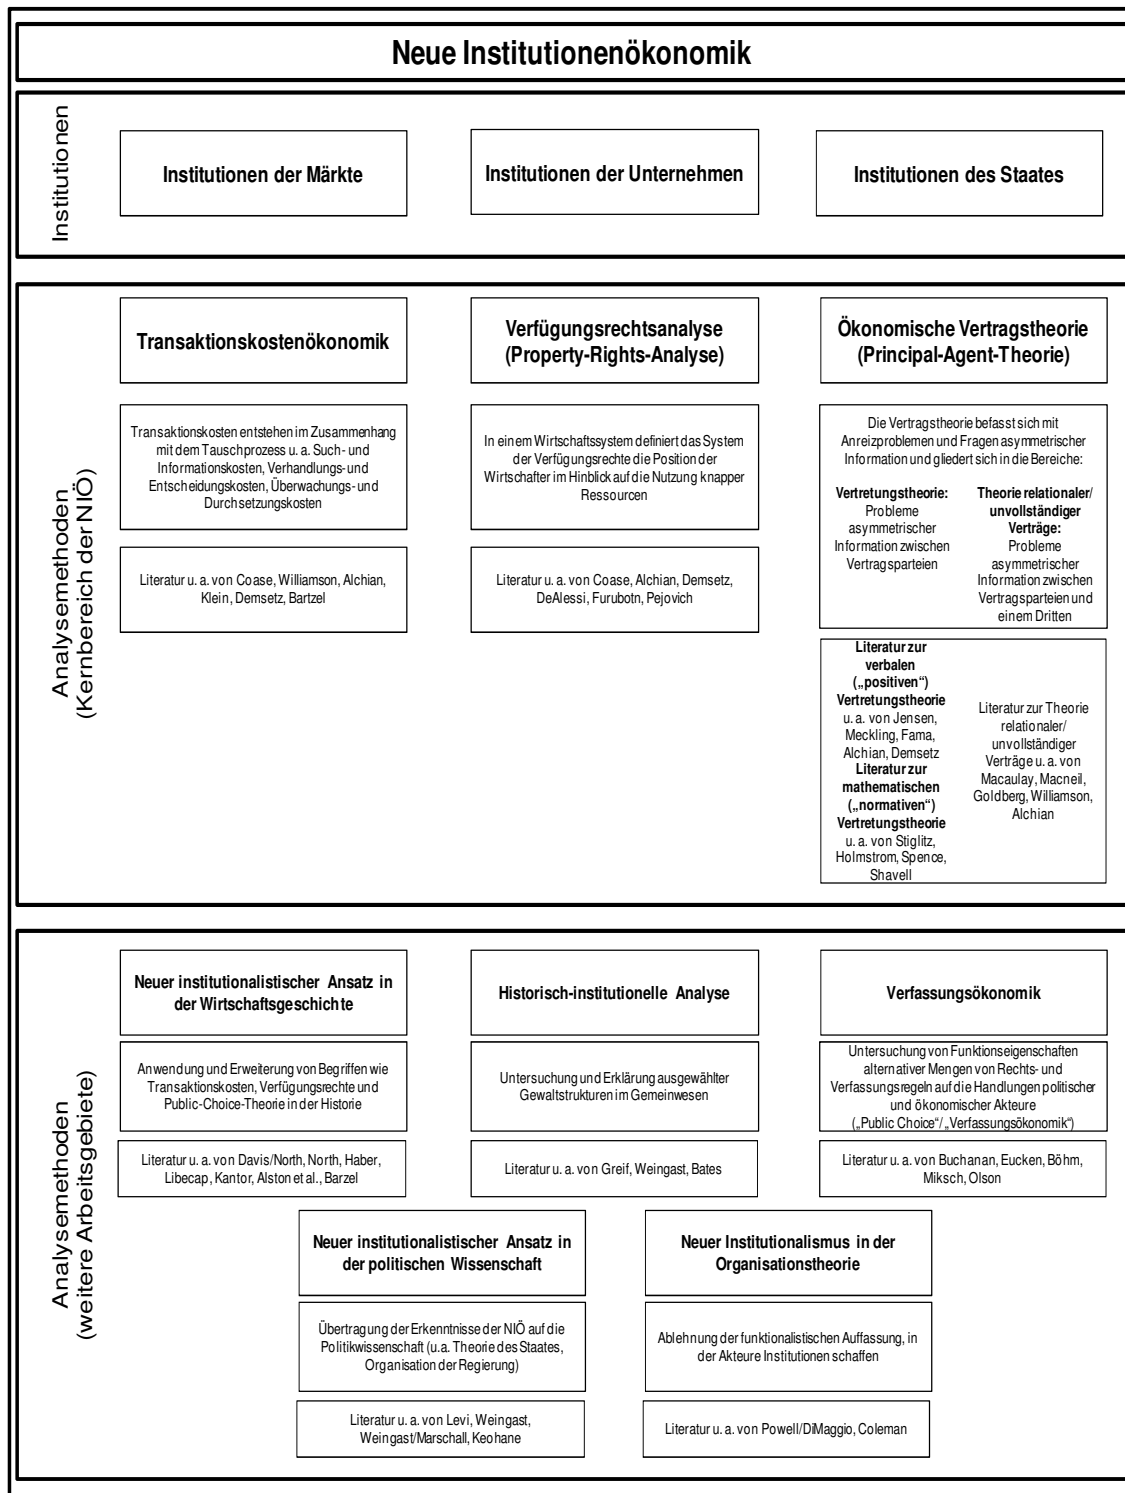 Neue Institutionenökonomik
Institutionen
Institutionen der Märkte
Institutionen der Unternehmen
Institutionen des Staates
Analysemethoden
(Kernbereich der NIÖ)
Transaktionskostenökonomik
Verfügungsrechtsanalyse
(Property-Rights-Analyse)
Ökonomische Vertragstheorie
(Principal-Agent-Theorie)
Transaktionskosten entstehen im Zusammenhang
mit dem Tauschprozess u. a. Such- und
Informationskosten, Verhandlungs- und
Entscheidungskosten, Überwachungs- und
Durchsetzungskosten
In einem Wirtschaftssystem definiert das System
der Verfügungsrechte die Position der
Wirtschafter im Hinblick auf die Nutzung knapper
Ressourcen
Die Vertragstheorie befasst sich mit
Anreizproblemen und Fragen asymmetrischer
Information und gliedert sich in die Bereiche:
Vertretungstheorie:
Probleme
asymmetrischer
Information zwischen
Vertragsparteien
Theorie relationaler/
unvollständiger
Verträge:
Probleme
asymmetrischer
Information zwischen
Vertragsparteien und
einem Dritten
Literatur u. a. von Coase, Williamson, Alchian,
Klein, Demsetz, Bartzel
Literatur u. a. von Coase, Alchian, Demsetz,
DeAlessi, Furubotn, Pejovich
Literatur zur
verbalen
(„positiven“)
Vertretungstheorie
u. a. von Jensen,
Meckling, Fama,
Alchian, Demsetz
Literatur zur
mathematischen
(„normativen“)
Vertretungstheorie
u. a. von Stiglitz,
Holmstrom, Spence,
Shavell
Literatur zur Theorie
relationaler/
unvollständiger
Verträge u. a. von
Macaulay, Macneil,
Goldberg, Williamson,
Alchian
Analysemethoden
(weitere Arbeitsgebiete)
Neuer institutionalistischer Ansatz in
der Wirtschaftsgeschichte
Historisch-institutionelle Analyse
Verfassungsökonomik
Anwendung und Erweiterung von Begriffen wie
Transaktionskosten, Verfügungsrechte und
Public-Choice-Theorie in der Historie
Untersuchung und Erklärung ausgewählter
Gewaltstrukturen im Gemeinwesen
Untersuchung von Funktionseigenschaften
alternativer Mengen von Rechts- und
Verfassungsregeln auf die Handlungen politischer
und ökonomischer Akteure
(„Public Choice“/„Verfassungsökonomik“)
Literatur u. a. von Davis/North, North, Haber,
Libecap, Kantor, Alston et al., Barzel
Literatur u. a. von Greif, Weingast, Bates
Literatur u. a. von Buchanan, Eucken, Böhm,
Miksch, Olson
Neuer institutionalistischer Ansatz in
der politischen Wissenschaft
Neuer Institutionalismus in der
Organisationstheorie
Übertragung der Erkenntnisse der NIÖ auf die
Politikwissenschaft (u.a. Theorie des Staates,
Organisation der Regierung)
Ablehnung der funktionalistischen Auffassung, in
der Akteure Institutionen schaffen
Literatur u. a. von Levi, Weingast,
Weingast/Marschall, Keohane
Literatur u. a. von Powell/DiMaggio, Coleman